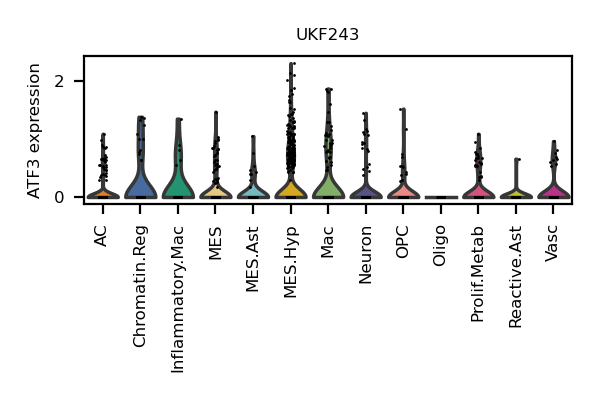 UKF243
ATF3 expression
2
0
AC
Chromatin.Reg
Inflammatory.Mac
MES
MES.Ast
MES.Hyp
Mac
Neuron
OPC
Oligo
Prolif.Metab
Reactive.Ast
Vasc